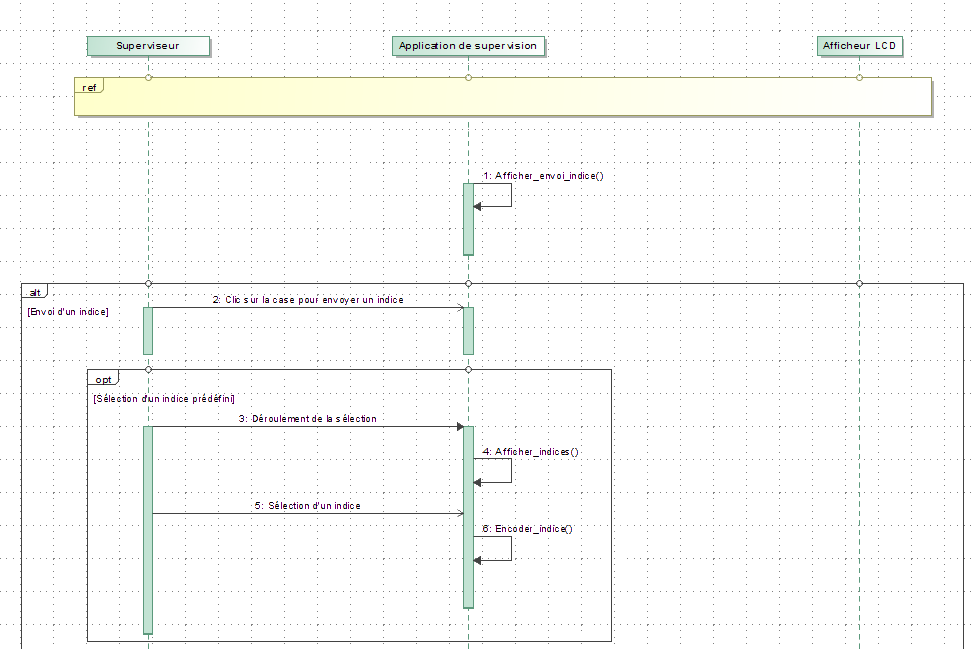 Superviseur
Application de supervision
Afficheur LCD
ref
1: Afficher_envoi_indice()
alt
2: Clic sur la case pour envoyer un indice
[Envoi d'un indice]
opt
[Sélection d'un indice prédéfini]
3: Déroulement de la sélection
4: Afficher_indices()
5: Sélection d'un indice
6: Encoder_indice()